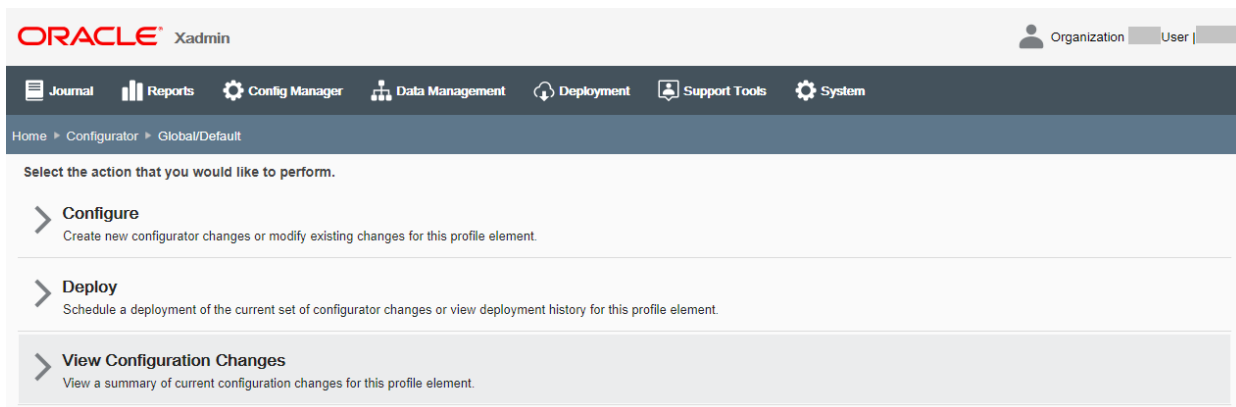 ORACLE® Xadmin
Organization User |
Journal Reports Config Manager Data Management Deployment Support Tools System
Home ▸ Configurator ▸ Global/Default
Select the action that you would like to perform.
Configure
Create new configurator changes or modify existing changes for this profile element.
Deploy
Schedule a deployment of the current set of configurator changes or view deployment history for this profile element.
View Configuration Changes
View a summary of current configuration changes for this profile element.